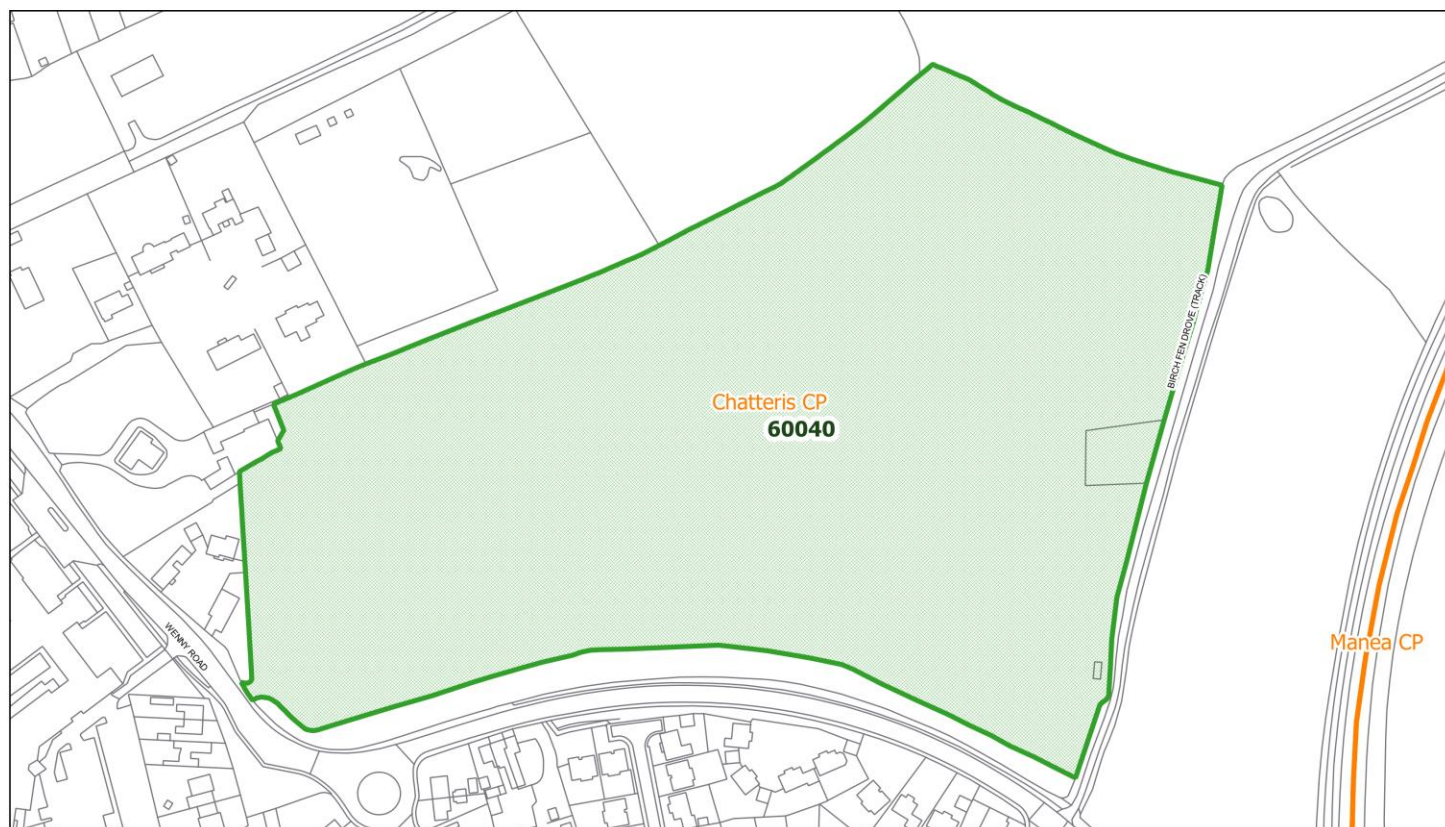 BIRCH FEN DROVE (TRACK)
Chatteris CP
60040
WENNY ROAD
Manea CP